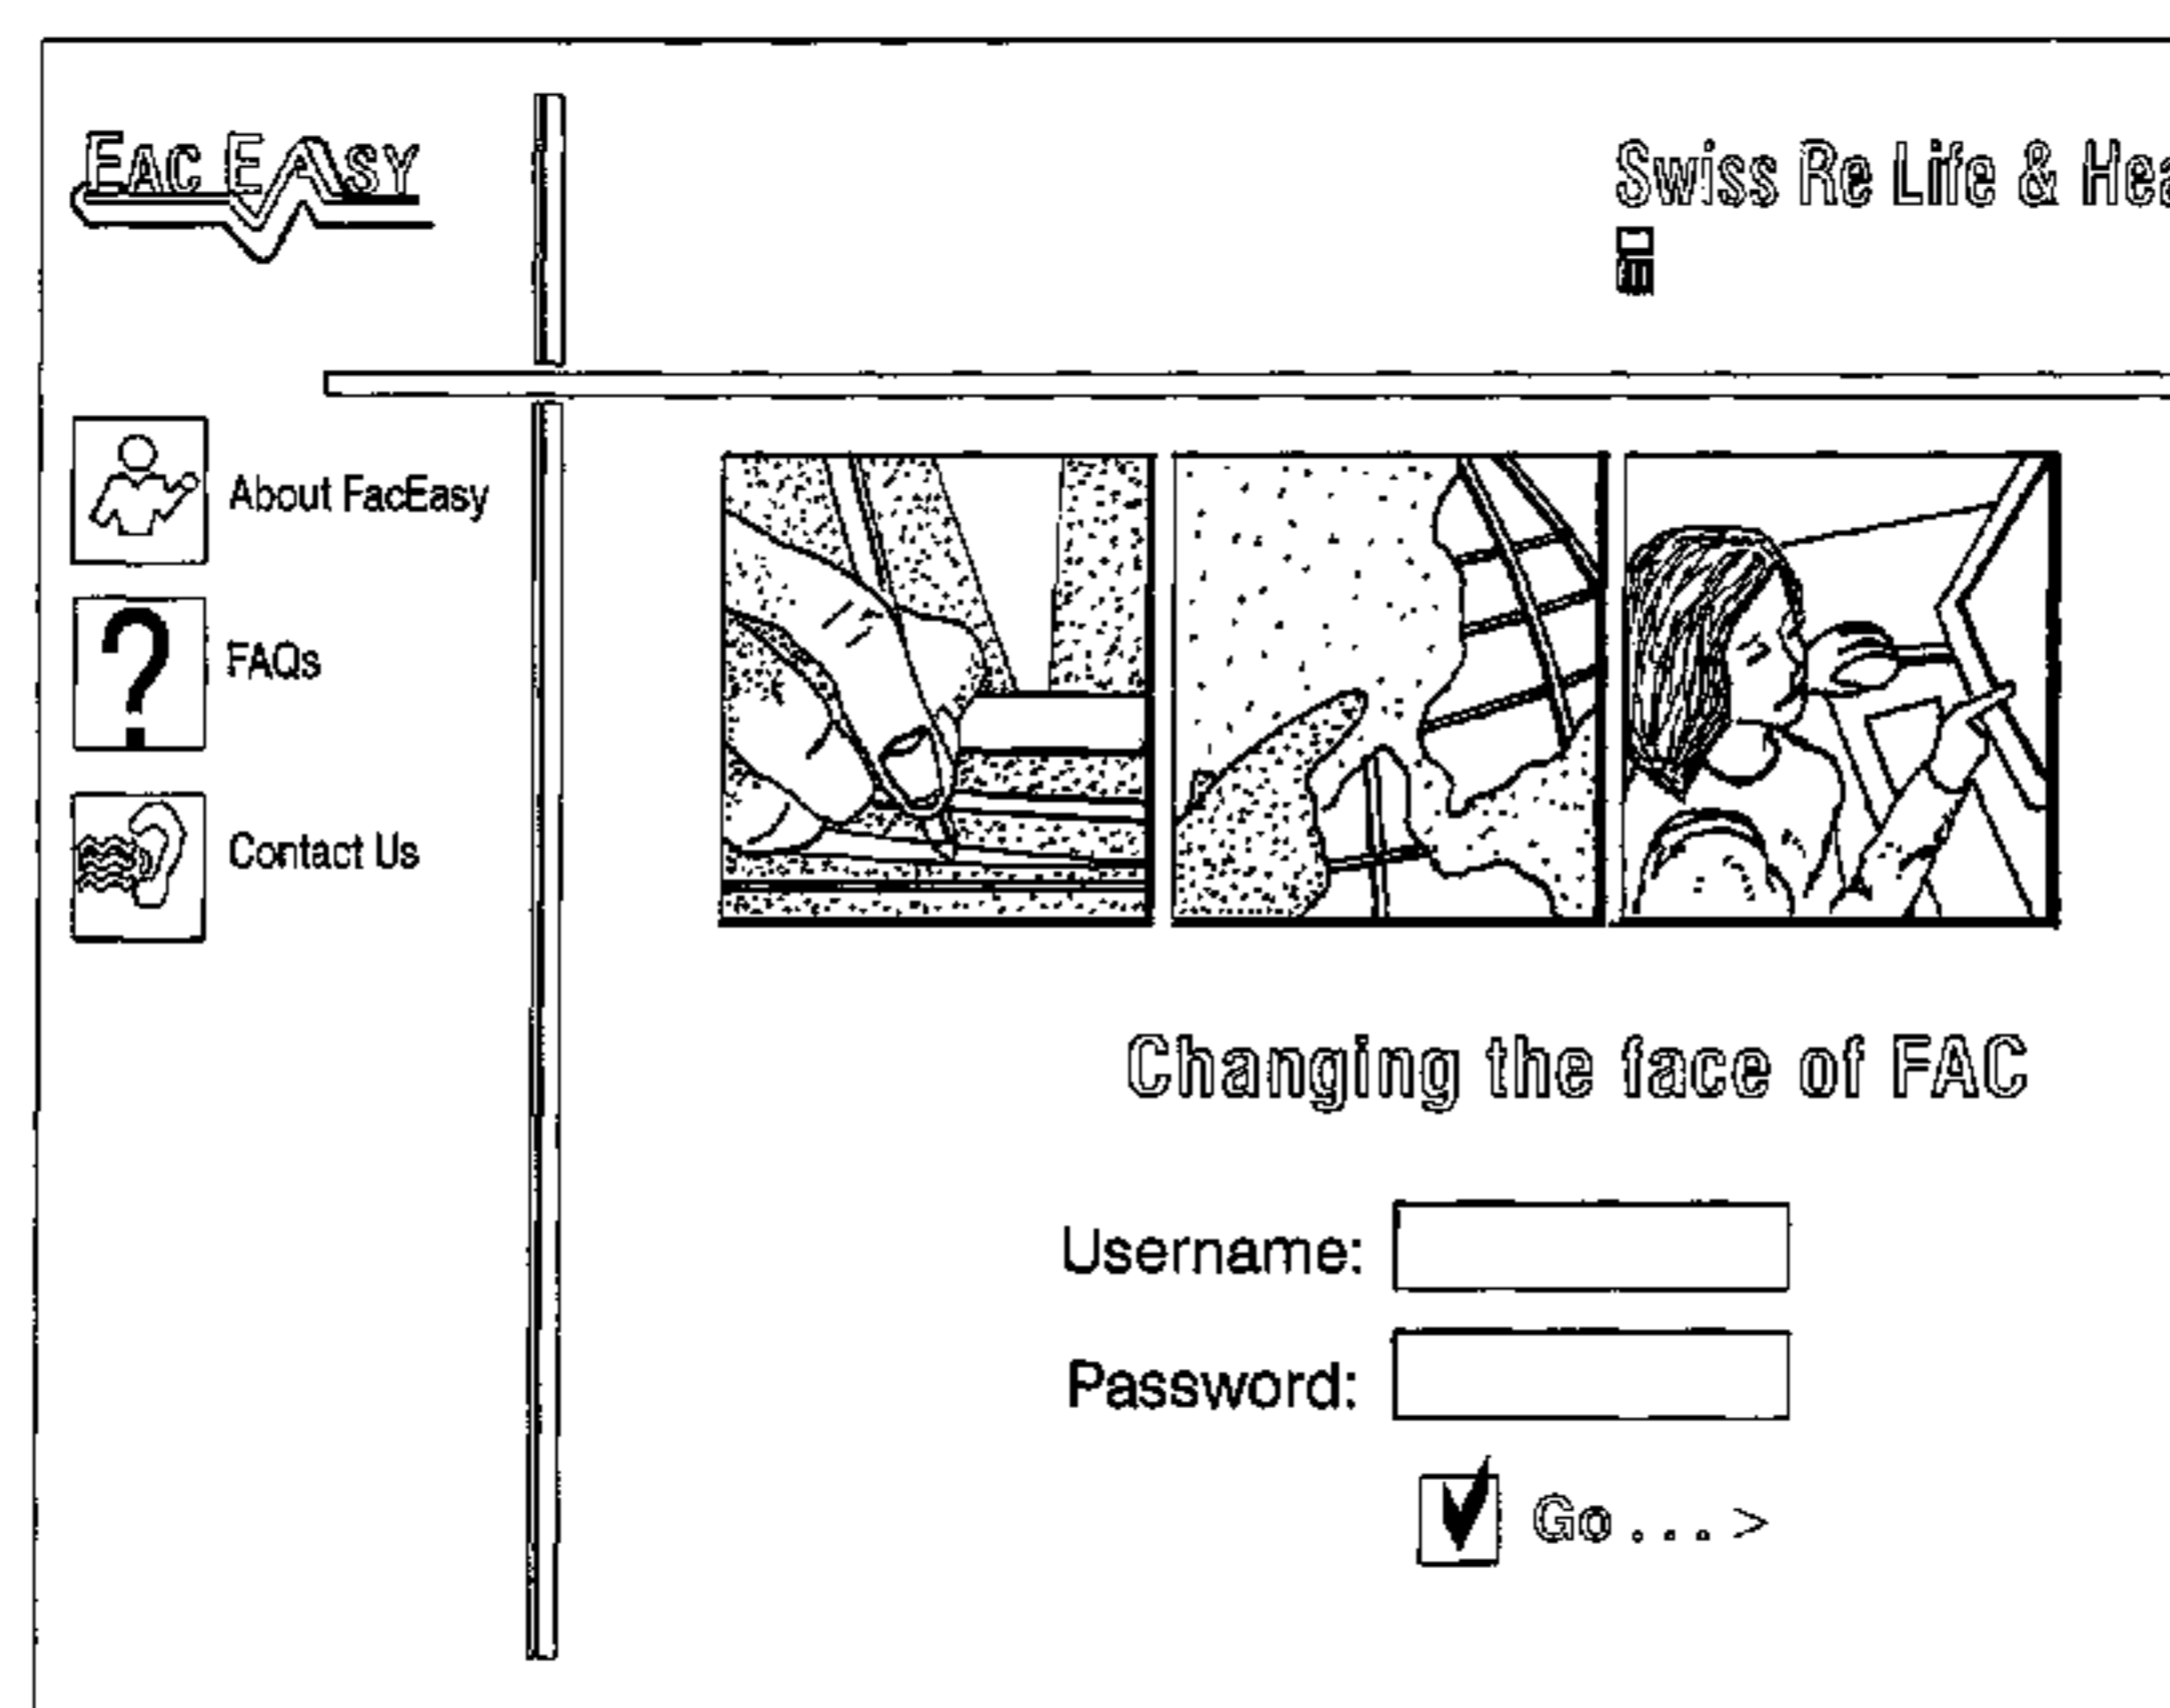 FAC EASY
Swiss Re Life & Hea
About FacEasy
FAQs
Contact Us
Changing the face of FAC
Username:
Password:
Go . . . >